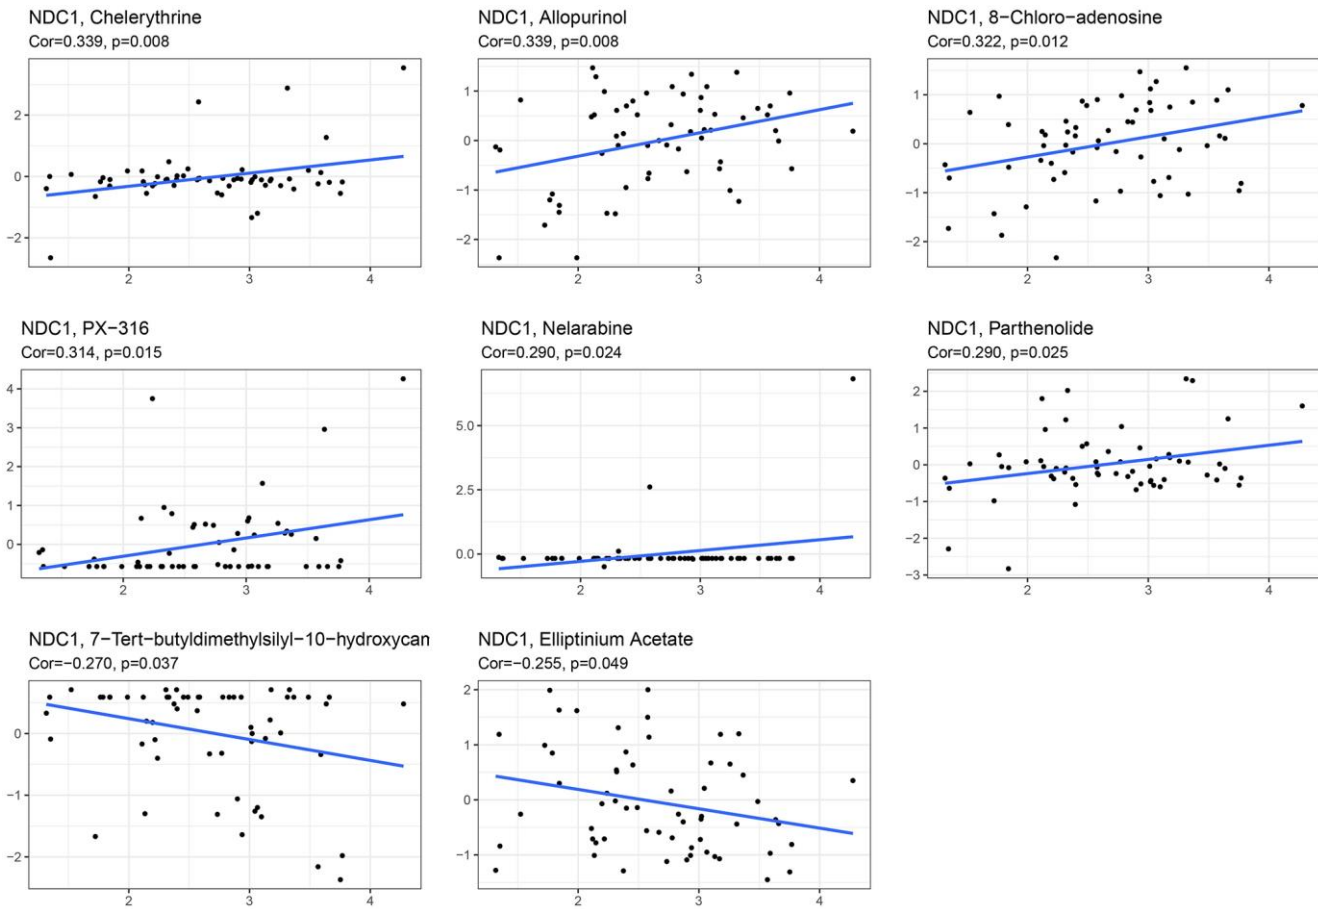 NDC1, Chelerythrine
Cor=0.339, p=0.008
2
0
−2
2 3 4
NDC1, Allopurinol
Cor=0.339, p=0.008
1
0
−1
−2
2 3 4
NDC1, 8−Chloro−adenosine
Cor=0.322, p=0.012
1
0
−1
−2
2 3 4
NDC1, PX−316
Cor=0.314, p=0.015
4
3
2
1
0
2 3 4
NDC1, Nelarabine
Cor=0.290, p=0.024
5.0
2.5
0.0
2 3 4
NDC1, Parthenolide
Cor=0.290, p=0.025
2
1
0
−1
−2
−3
2 3 4
NDC1, 7−Tert−butyldimethylsilyl−10−hydroxycan
Cor=−0.270, p=0.037
0
−1
−2
2 3 4
NDC1, Elliptinium Acetate
Cor=−0.255, p=0.049
2
1
0
−1
2 3 4